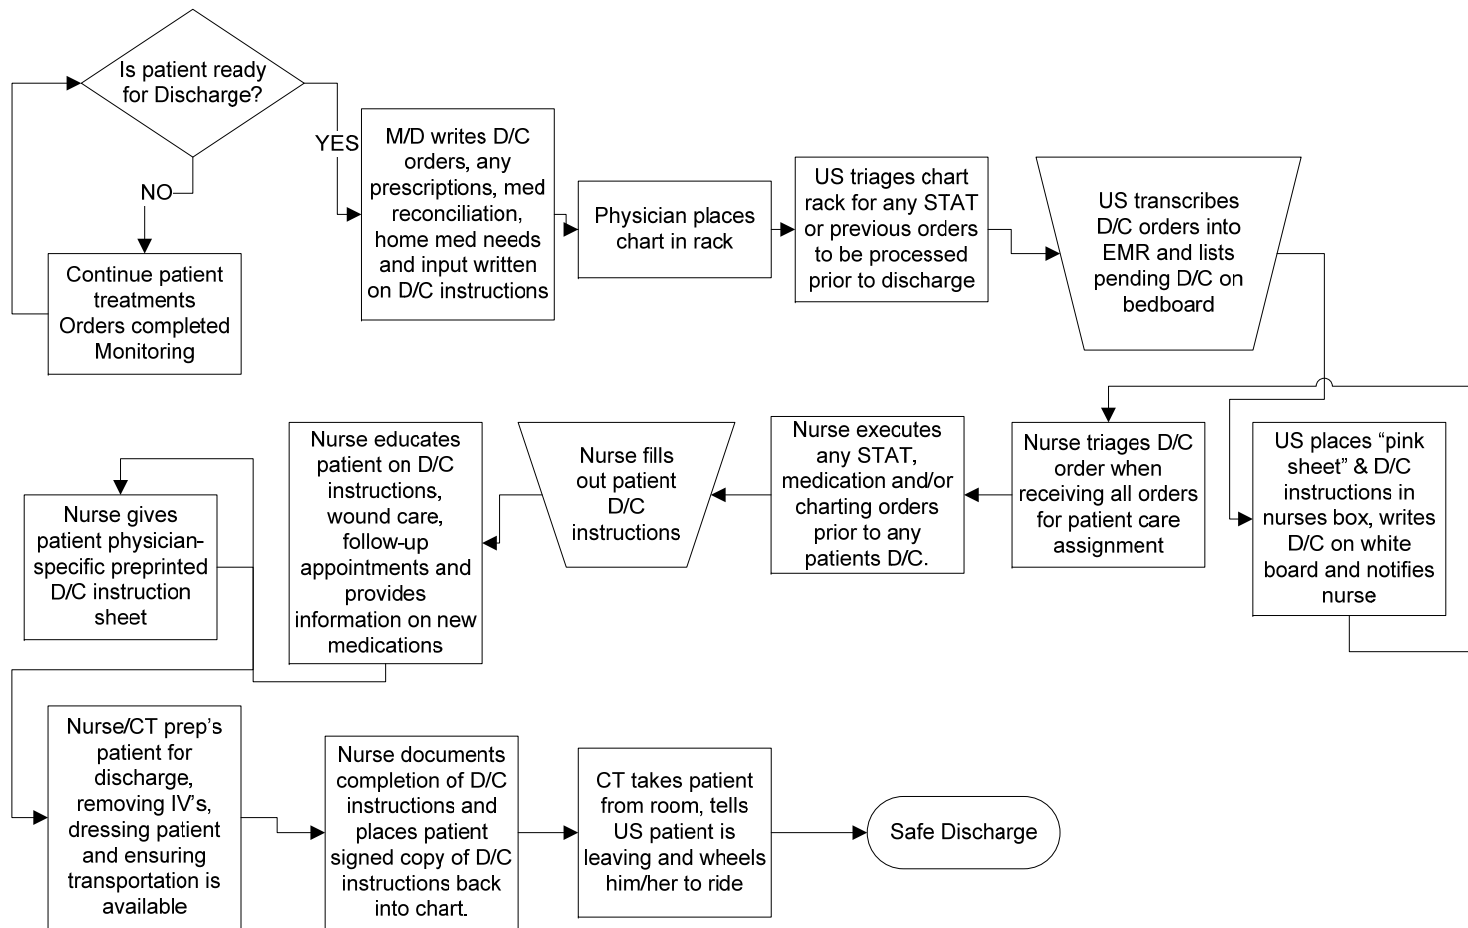 Is patient ready
for Discharge?
YES
NO
Continue patient
treatments
Orders completed
Monitoring
M/D writes D/C
orders, any
prescriptions, med
reconciliation,
home med needs
and input written
on D/C instructions
Physician places
chart in rack
US triages chart
rack for any STAT
or previous orders
to be processed
prior to discharge
US transcribes
D/C orders into
EMR and lists
pending D/C on
bedboard
US places “pink
sheet” & D/C
instructions in
nurses box, writes
D/C on white
board and notifies
nurse
Nurse triages D/C
order when
receiving all orders
for patient care
assignment
Nurse executes
any STAT,
medication and/or
charting orders
prior to any
patients D/C.
Nurse fills
out patient
D/C
instructions
Nurse educates
patient on D/C
instructions,
wound care,
follow-up
appointments and
provides
information on new
medications
Nurse gives
patient physician-
specific preprinted
D/C instruction
sheet
Nurse/CT prep’s
patient for
discharge,
removing IV’s,
dressing patient
and ensuring
transportation is
available
Nurse documents
completion of D/C
instructions and
places patient
signed copy of D/C
instructions back
into chart.
CT takes patient
from room, tells
US patient is
leaving and wheels
him/her to ride
Safe Discharge